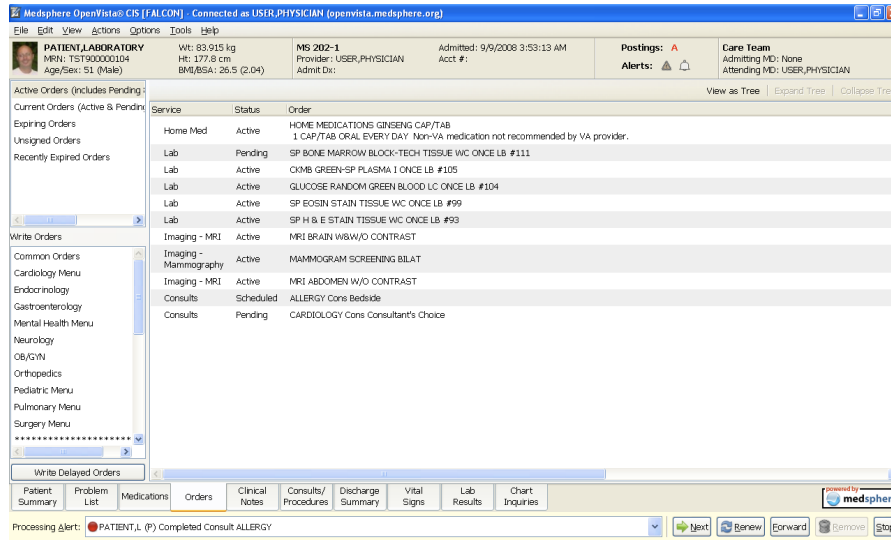 Medsphere OpenVista® CIS [FALCON] - Connected as USER,PHYSICIAN (openvista.medsphere.org)
File Edit View Actions Options Tools Help
PATIENT,LABORATORY Wt: 83.915 kg MS 202-1 Admitted: 9/9/2008 3:53:13 AM Postings: A Care Team
MRN: TST900000104 Ht: 177.8 cm Provider: USER,PHYSICIAN Acct #: Admitting MD: None
Age/Sex: 51 (Male) BMI/BSA: 26.5 (2.04) Admit Dx: Alerts: Attending MD: USER,PHYSICIAN
Active Orders (includes Pending View as Tree Expand Tree Collapse Tre
Current Orders (Active & Pending
Expiring Orders
Unsigned Orders
Recently Expired Orders
Service Status Order
Home Med Active HOME MEDICATIONS GINSENG CAP/TAB
1 CAP/TAB ORAL EVERY DAY Non-VA medication not recommended by VA provider.
Lab Pending SP BONE MARROW BLOCK-TECH TISSUE WC ONCE LB #111
Lab Active CKMB GREEN-SP PLASMA I ONCE LB #105
Lab Active GLUCOSE RANDOM GREEN BLOOD LC ONCE LB #104
Lab Active SP EOSIN STAIN TISSUE WC ONCE LB #99
Lab Active SP H & E STAIN TISSUE WC ONCE LB #93
Imaging - MRI Active MRI BRAIN W&W/O CONTRAST
Imaging - Mammography Active MAMMOGRAM SCREENING BILAT
Imaging - MRI Active MRI ABDOMEN W/O CONTRAST
Consults Scheduled ALLERGY Cons Bedside
Consults Pending CARDIOLOGY Cons Consultant's Choice
Write Orders
Common Orders
Cardiology Menu
Endocrinology
Gastroenterology
Mental Health Menu
Neurology
OB/GYN
Orthopedics
Pediatric Menu
Pulmonary Menu
Surgery Menu
*********************
Write Delayed Orders
Patient Summary Problem List Medications Orders Clinical Notes Consults/ Procedures Discharge Summary Vital Signs Lab Results Chart Inquiries powered by medspher
Processing Alert: PATIENT,L (P) Completed Consult ALLERGY Next Renew Forward Remove Stop